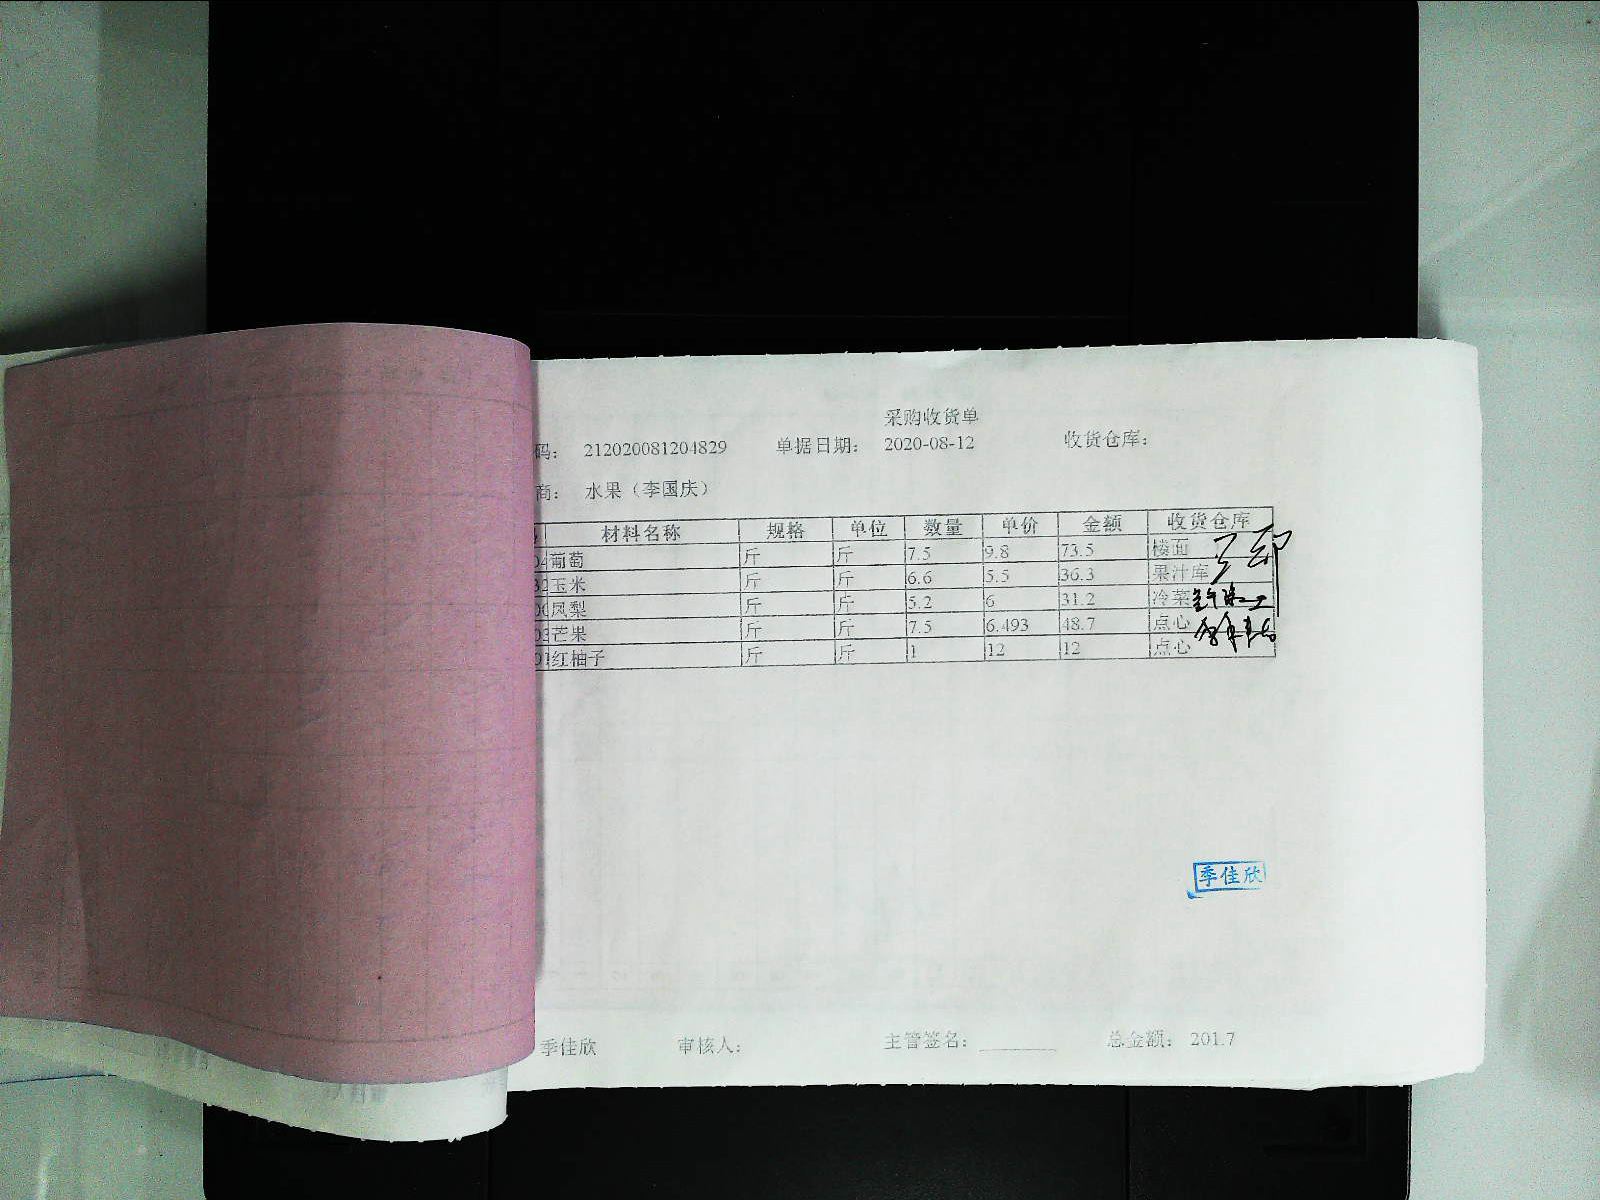 采购收货单
码: 212020081204829 单据日期: 2020-08-12 收货仓库:
商: 水果（李国庆）
材料名称 规格 单位 数量 单价 金额 收货仓库
葡萄 斤 斤 7.5 9.8 73.5 楼面
玉米 斤 斤 6.6 5.5 36.3 果汁库
凤梨 斤 斤 5.2 6 31.2 冷菜
芒果 斤 斤 7.5 6.493 48.7 点心
红柚子 斤 斤 1 12 12 点心
季佳欣
季佳欣 审核人: 主管签名: 总金额: 201.7